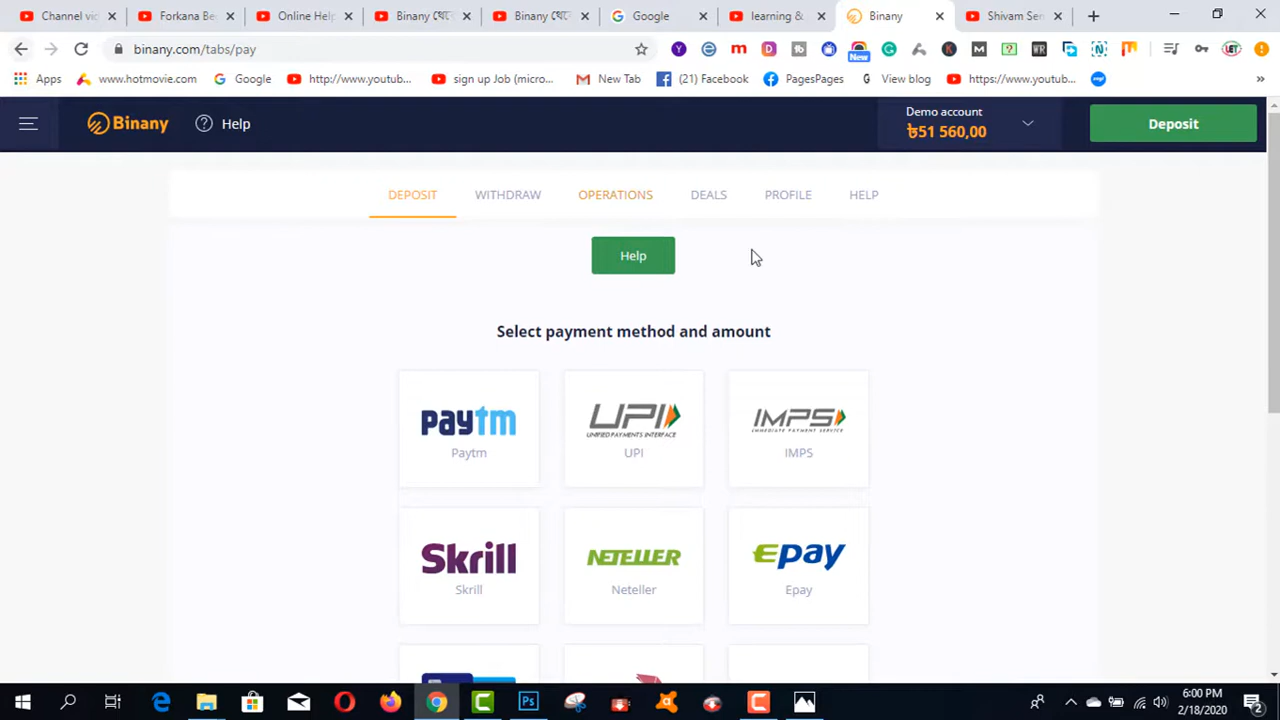 Channel vi
Forkana Be
Online Help
Binany
Binany
Google
learning &
Binany
Shivam Sen
binany.com/tabs/pay
New
Apps
www.hotmovie.com
Google
http://www.youtub...
sign up Job (micro...
New Tab
(21) Facebook
PagesPages
View blog
https://www.youtub...
Binany
Help
Demo account
৳51 560,00
Deposit
DEPOSIT
WITHDRAW
OPERATIONS
DEALS
PROFILE
HELP
Help
Select payment method and amount
paytm
UPI
IMPS
UNIFIED PAYMENTS INTERFACE
IMMEDIATE PAYMENT SERVICE
Paytm
UPI
IMPS
Skrill
NETELLER
Epay
Skrill
Neteller
Epay
6:00 PM
2/18/2020